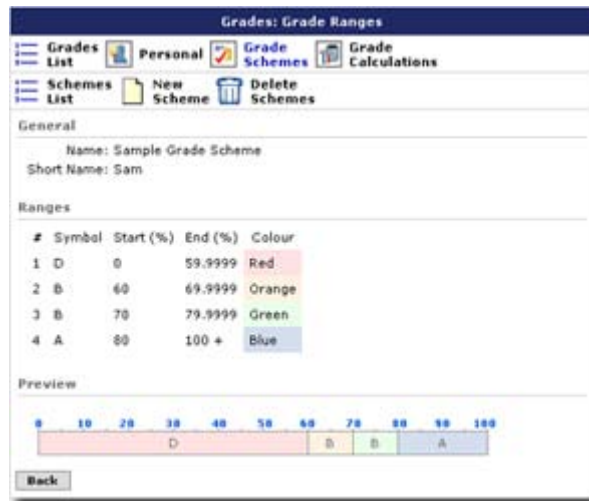 Grades: Grade Ranges
Grades List Personal Grade Schemes Grade Calculations
Schemes List New Scheme Delete Schemes
General
Name: Sample Grade Scheme
Short Name: Sam
Ranges
# Symbol Start (%) End (%) Colour
1 D 0 59.9999 Red
2 B 60 69.9999 Orange
3 B 70 79.9999 Green
4 A 80 100 + Blue
Preview
0 10 20 30 40 50 60 70 80 90 100
D B B A
Back